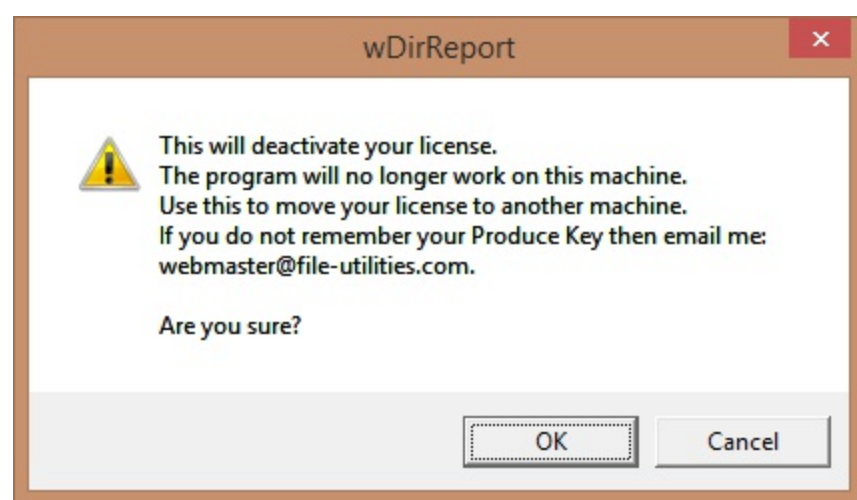 wDirReport
This will deactivate your license.
The program will no longer work on this machine.
Use this to move your license to another machine.
If you do not remember your Produce Key then email me:
webmaster@file-utilities.com.
Are you sure?
OK
Cancel